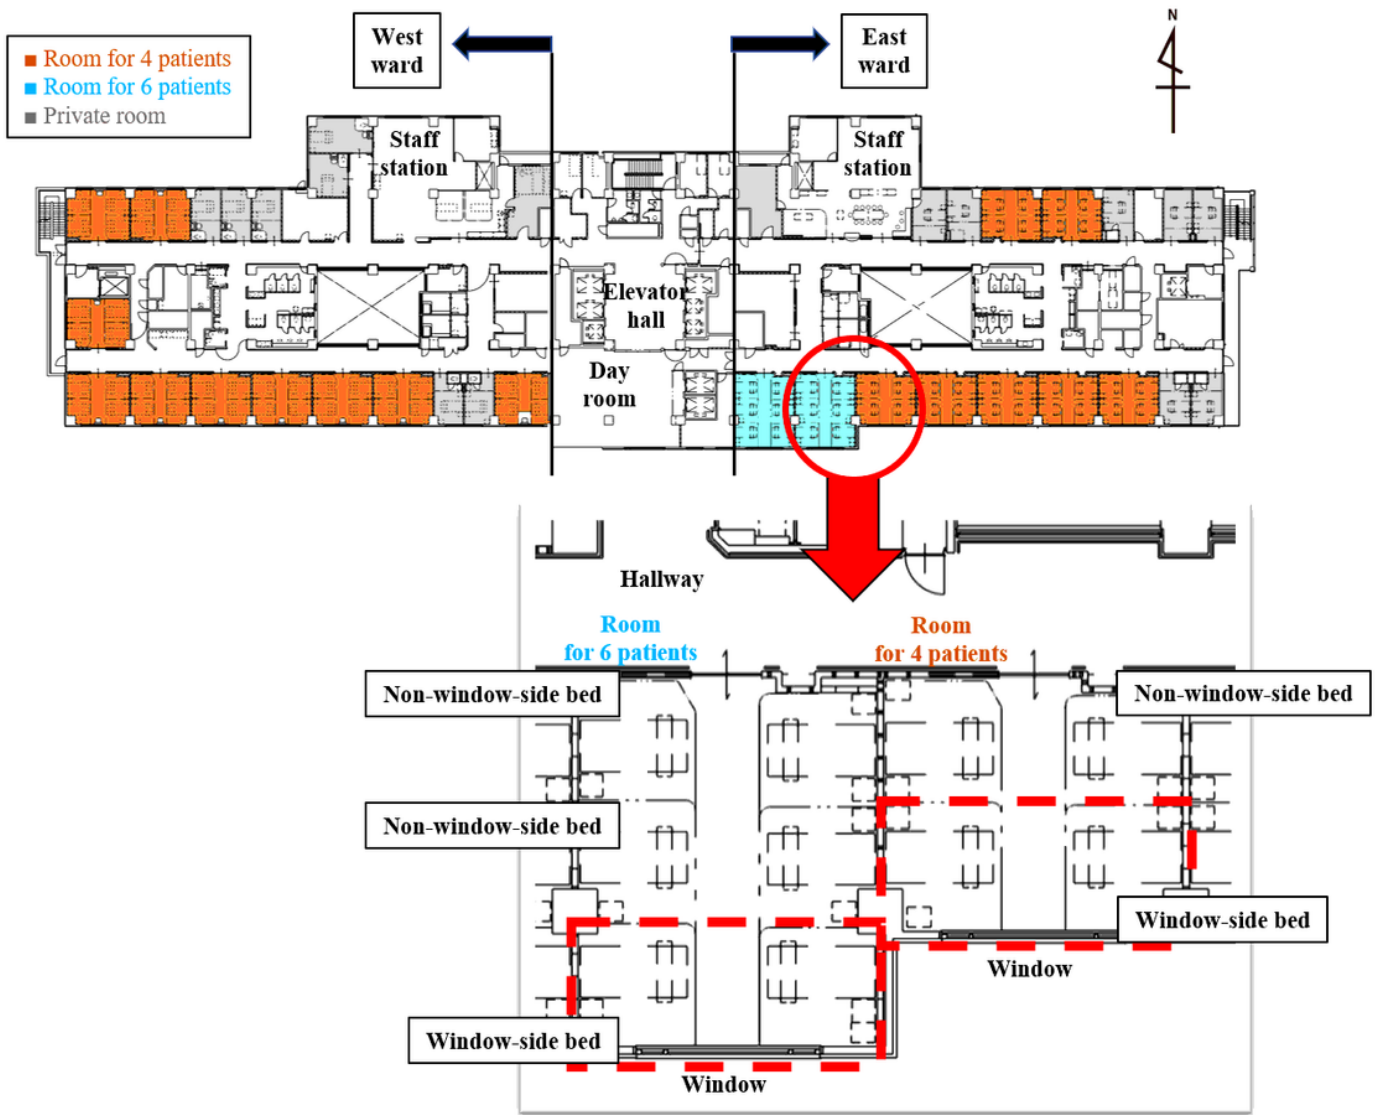 N
West
ward
East
ward
Room for 4 patients
Room for 6 patients
Private room
Staff
station
Staff
station
Elevator
hall
Day
room
Hallway
Room
for 6 patients
Room
for 4 patients
Non-window-side bed
Non-window-side bed
Non-window-side bed
Window-side bed
Window
Window-side bed
Window